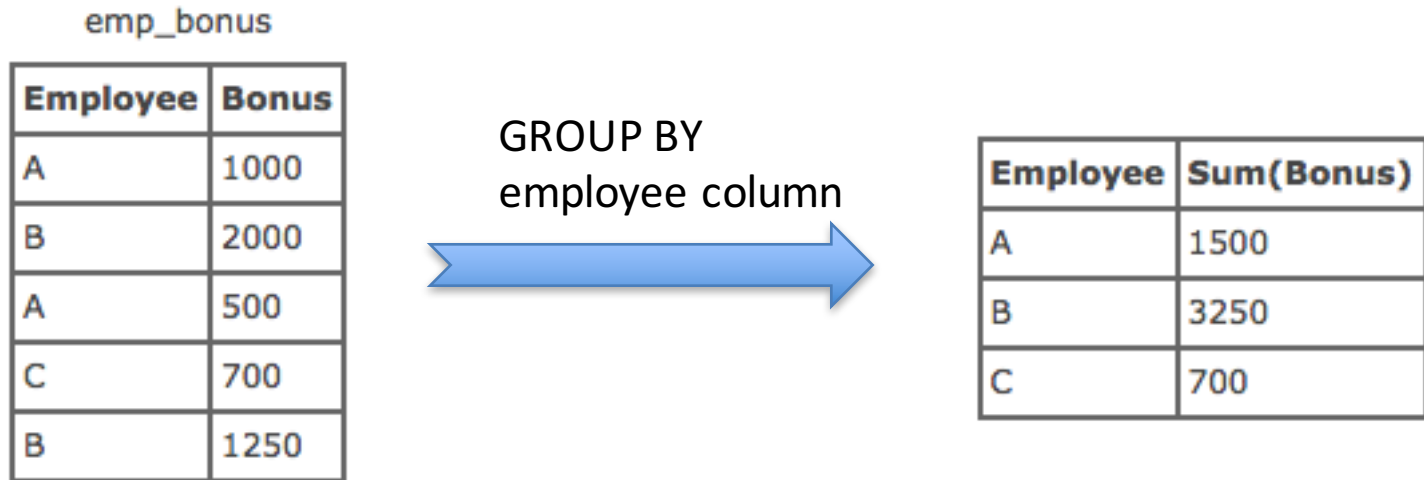 emp_bonus
Employee Bonus
A 1000
B 2000
A 500
C 700
B 1250
GROUP BY
employee column
Employee Sum(Bonus)
A 1500
B 3250
C 700